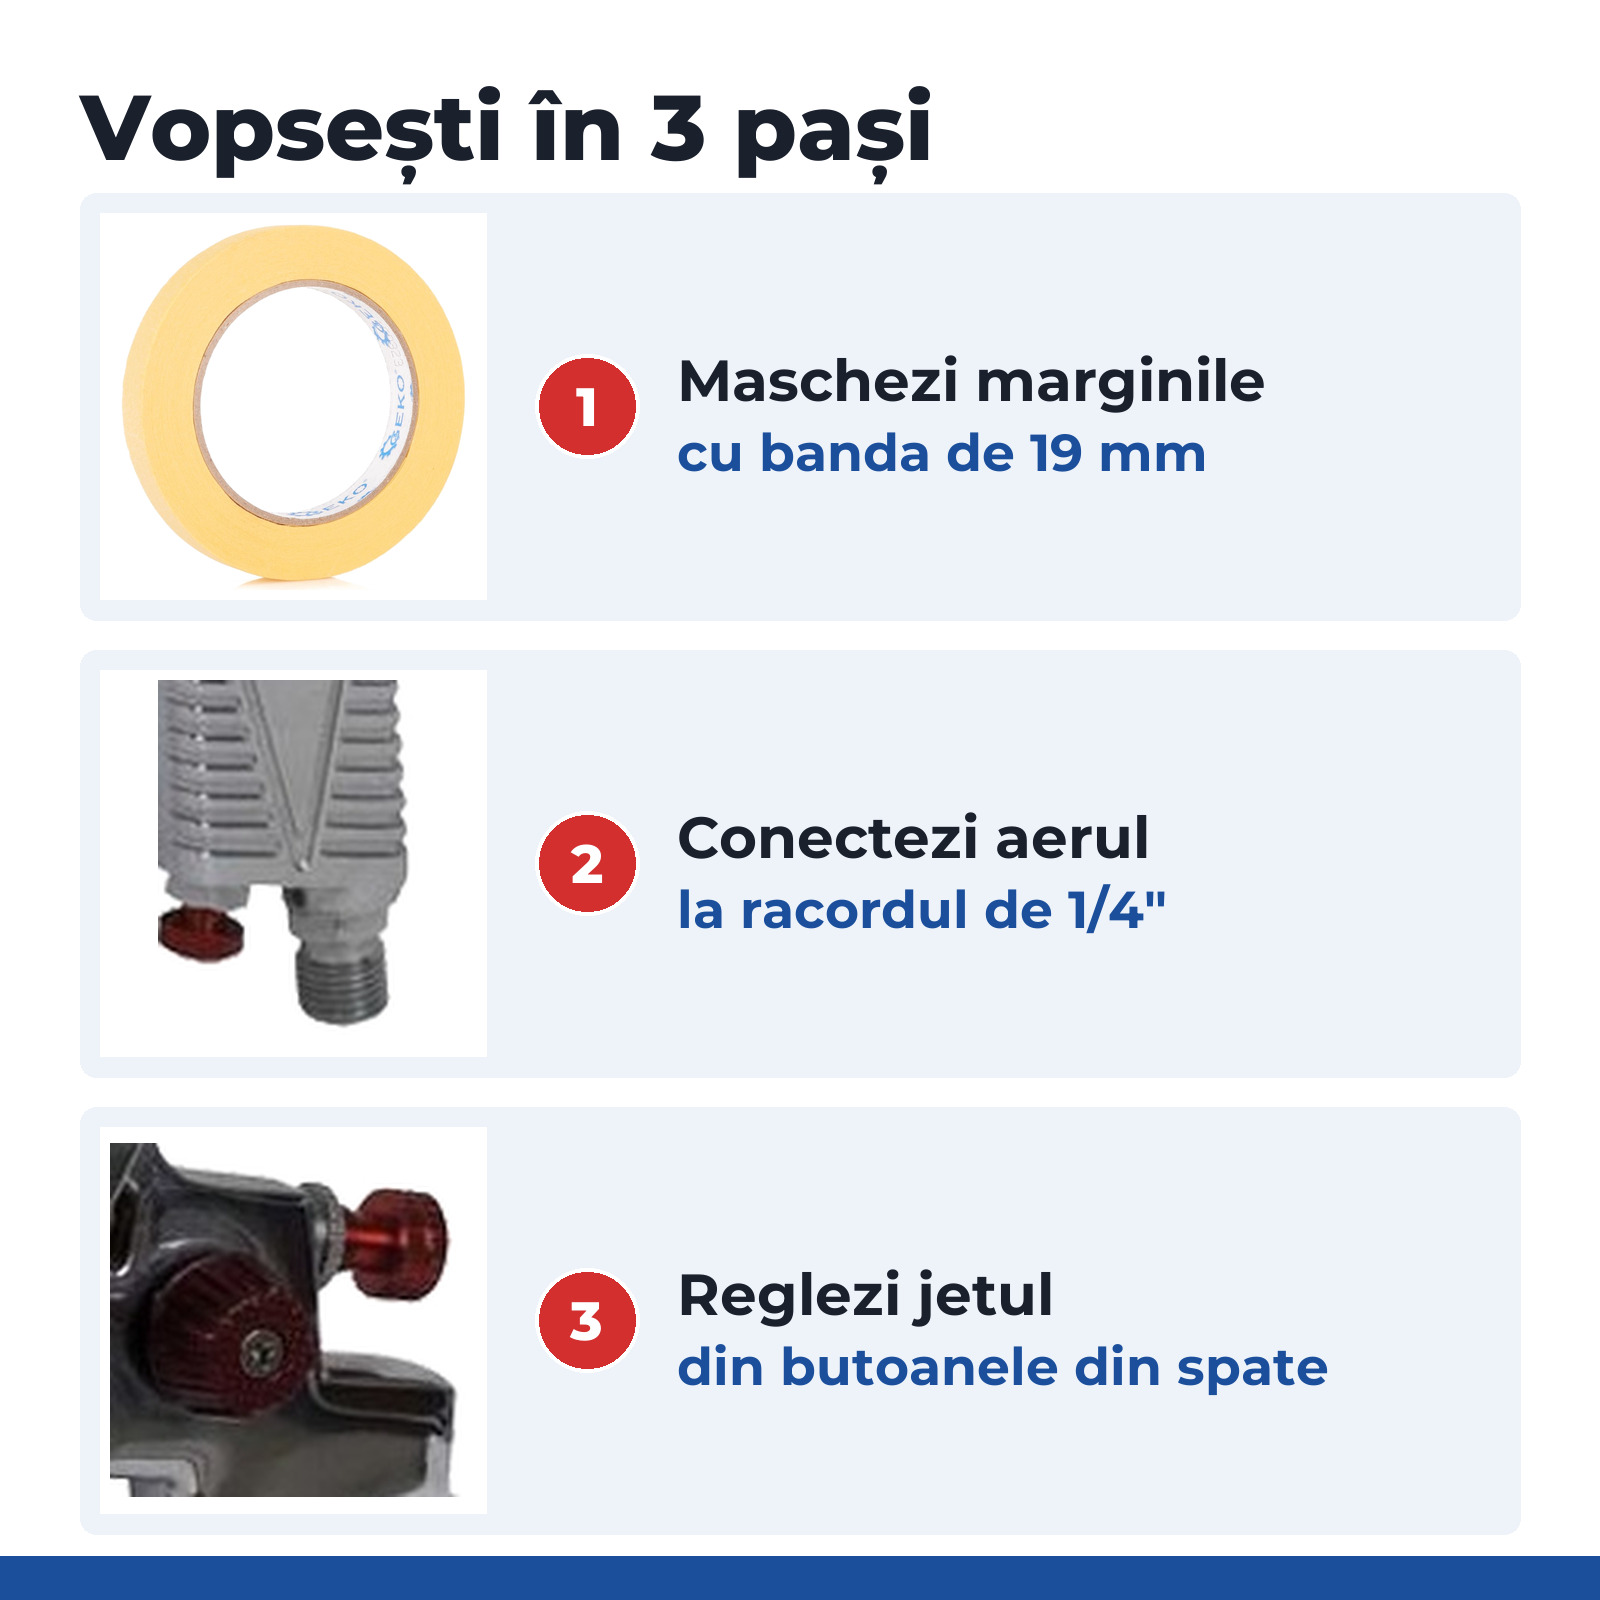 Vopsești în 3 pași
1
Maschezi marginile
cu banda de 19 mm
GEKO
2
Conectezi aerul
la racordul de 1/4"
3
Reglezi jetul
din butoanele din spate